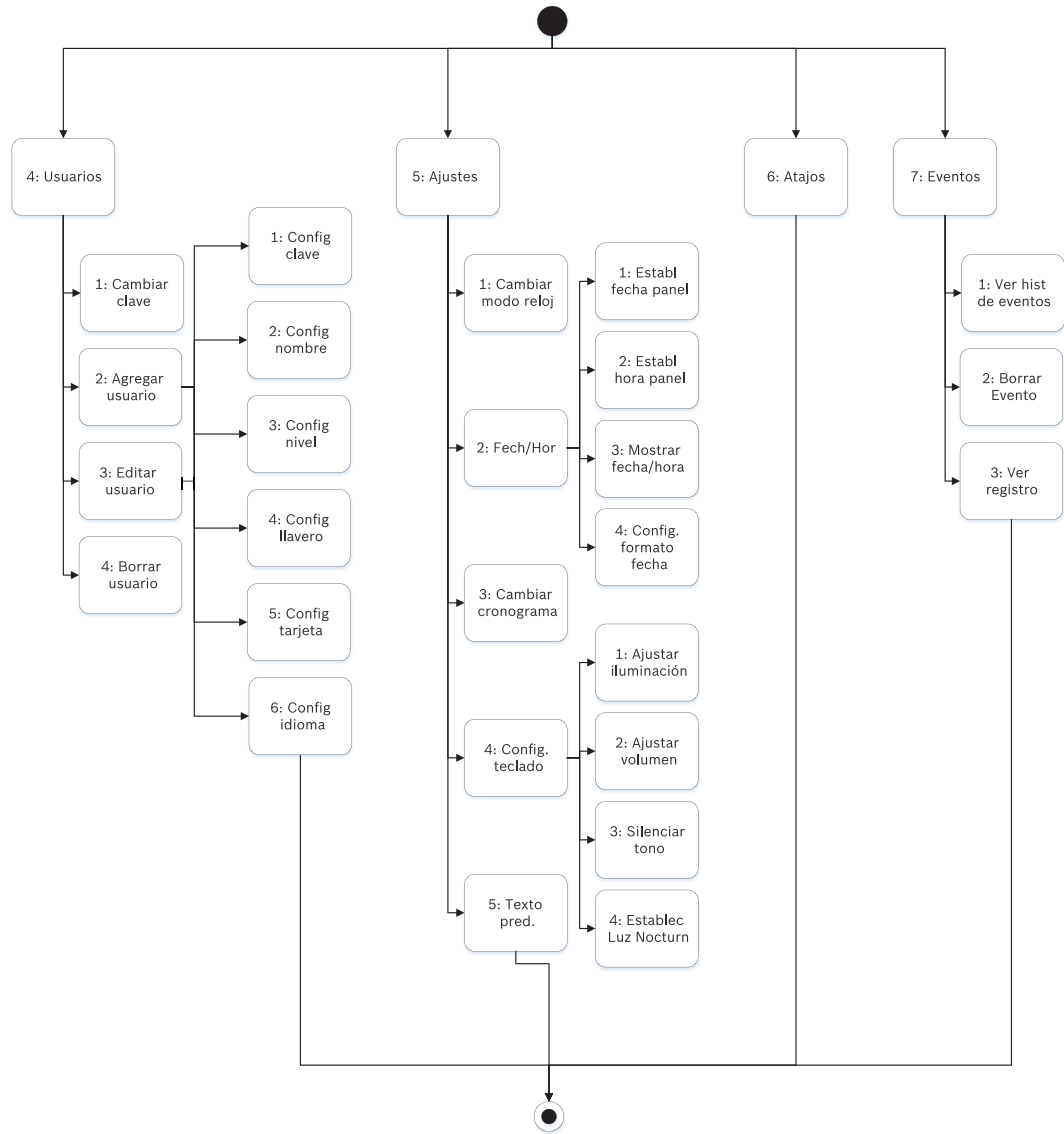 4: Usuarios
1: Cambiar
clave
2: Agregar
usuario
3: Editar
usuario
4: Borrar
usuario
1: Config
clave
2: Config
nombre
3: Config
nivel
4: Config
llavero
5: Config
tarjeta
6: Config
idioma
5: Ajustes
1: Cambiar
modo reloj
2: Fech/Hor
3: Cambiar
cronograma
4: Config.
teclado
5: Texto
pred.
1: Establ
fecha panel
2: Establ
hora panel
3: Mostrar
fecha/hora
4: Config.
formato
fecha
1: Ajustar
iluminación
2: Ajustar
volumen
3: Silenciar
tono
4: Establec
Luz Nocturn
6: Atajos
7: Eventos
1: Ver hist
de eventos
2: Borrar
Evento
3: Ver
registro